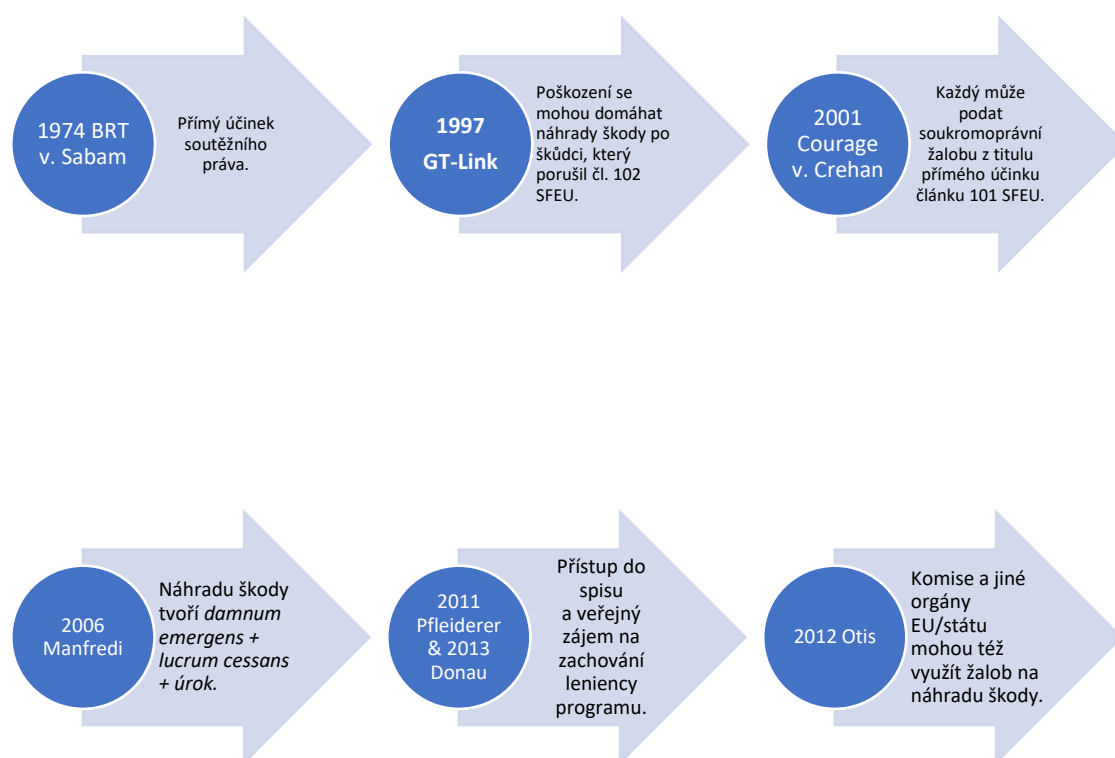 1974 BRT
v. Sabam
Přímý účinek
soutěžního
práva.
1997
GT-Link
Poškození se
mohou domáhat
náhrady škody po
škůdci, který
porušil čl. 102
SFEU.
2001
Courage
v. Crehan
Každý může
podat
soukromoprávní
žalobu z titulu
přímého účinku
článku 101 SFEU.
2006
Manfredi
Náhradu škody
tvoří damnum
emergens +
lucrum cessans
+ úrok.
2011
Pfleiderer
& 2013
Donau
Přístup do
spisu
a veřejný
zájem na
zachování
leniency
programu.
2012 Otis
Komise a jiné
orgány
EU/státu
mohou též
využít žalob na
náhradu škody.